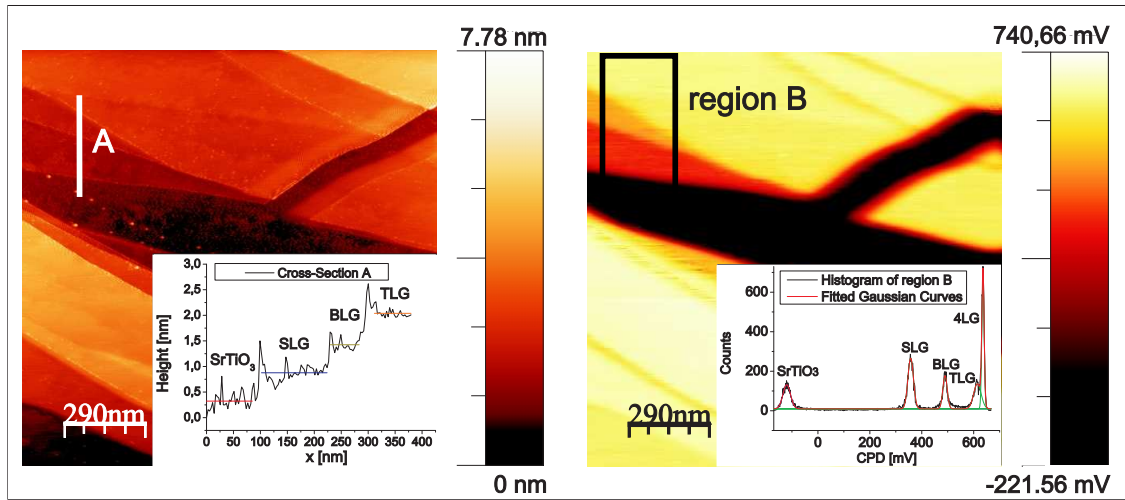 7.78 nm
A
290nm
0 nm
Cross-Section A
Height [nm]
3,0
2,5
2,0
1,5
1,0
0,5
0,0
SrTiO3
SLG
BLG
TLG
0 50 100 150 200 250 300 350 400
x [nm]
740,66 mV
region B
290nm
-221.56 mV
Histogram of region B
Fitted Gaussian Curves
Counts
600
400
200
0
SrTiO3
SLG
BLG
TLG
4LG
0 200 400 600
CPD [mV]